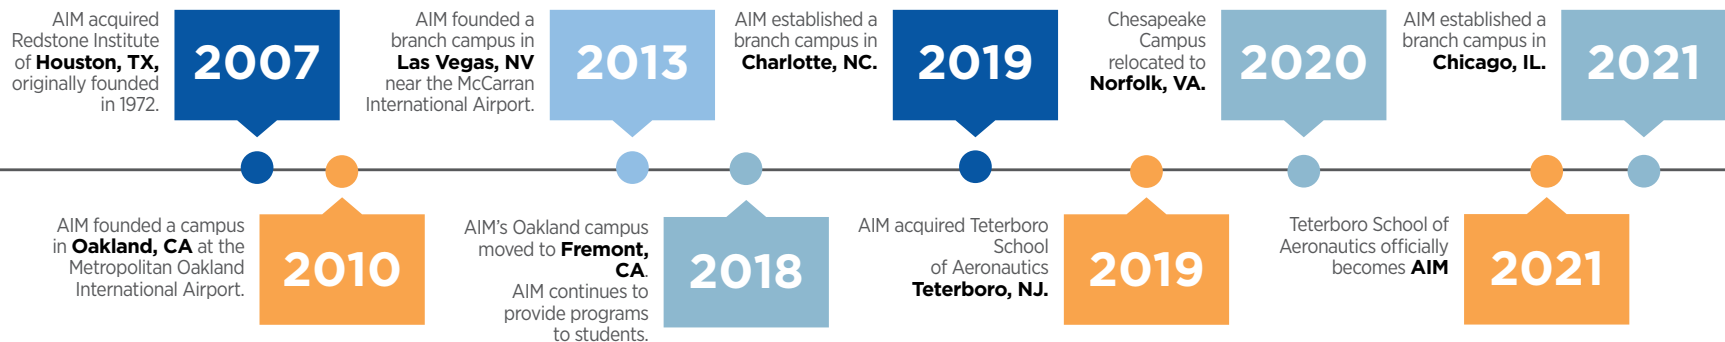 AIM acquired
Redstone Institute
of Houston, TX,
originally founded
in 1972.
2007
AIM founded a campus
in Oakland, CA at the
Metropolitan Oakland
International Airport.
2010
AIM founded a
branch campus in
Las Vegas, NV
near the McCarran
International Airport.
2013
AIM's Oakland campus
moved to Fremont,
CA.
AIM continues to
provide programs
to students.
2018
AIM established a
branch campus in
Charlotte, NC.
2019
AIM acquired Teterboro
School
of Aeronautics
Teterboro, NJ.
2019
Chesapeake
Campus
relocated to
Norfolk, VA.
2020
Teterboro School of
Aeronautics officially
becomes AIM
2021
AIM established a
branch campus in
Chicago, IL.
2021